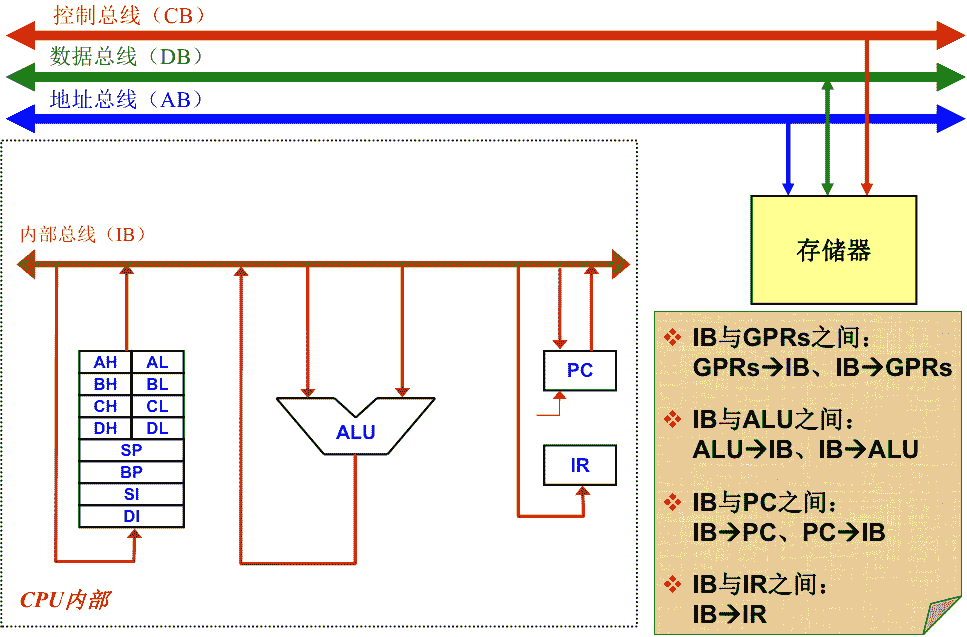 控制总线（CB）
数据总线（DB）
地址总线（AB）
内部总线（IB）
存储器
AH AL
BH BL
CH CL
DH DL
SP
BP
SI
DI
ALU
PC
IR
CPU内部
IB与GPRs之间：
GPRs→IB、IB→GPRs
IB与ALU之间：
ALU→IB、IB→ALU
IB与PC之间：
IB→PC、PC→IB
IB与IR之间：
IB→IR